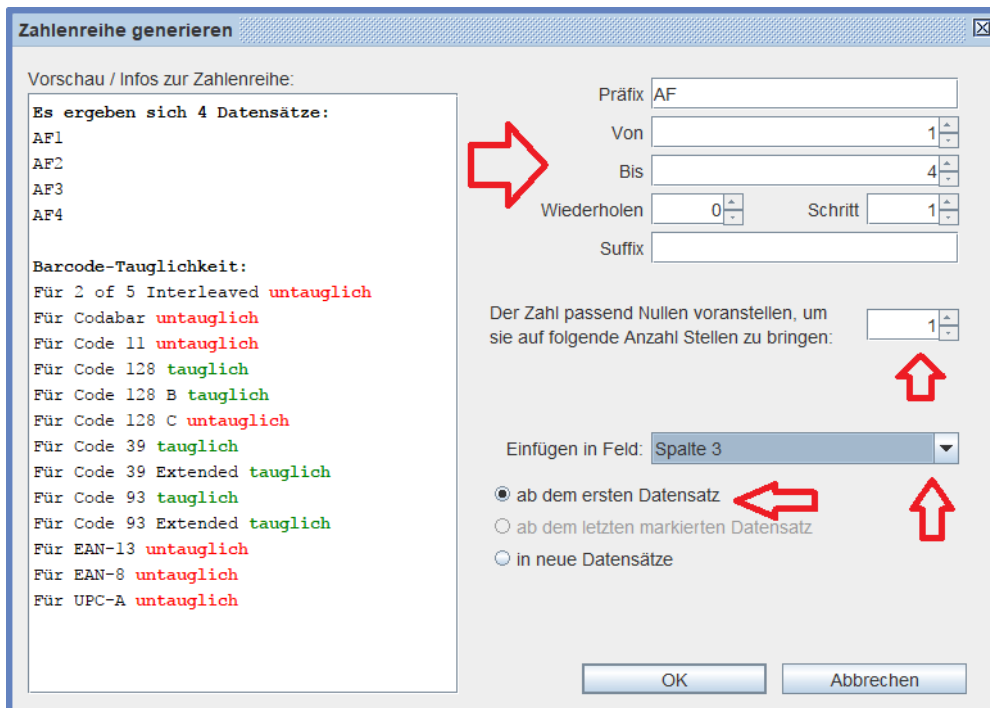 Zahlenreihe generieren
Vorschau / Infos zur Zahlenreihe:
Es ergeben sich 4 Datensätze:
AF1
AF2
AF3
AF4
Barcode-Tauglichkeit:
Für 2 of 5 Interleaved untauglich
Für Codabar untauglich
Für Code 11 untauglich
Für Code 128 tauglich
Für Code 128 B tauglich
Für Code 128 C untauglich
Für Code 39 tauglich
Für Code 39 Extended tauglich
Für Code 93 tauglich
Für Code 93 Extended tauglich
Für EAN-13 untauglich
Für EAN-8 untauglich
Für UPC-A untauglich
Präfix AF
Von 1
Bis 4
Wiederholen 0 Schritt 1
Suffix
Der Zahl passend Nullen voranstellen, um
sie auf folgende Anzahl Stellen zu bringen: 1
Einfügen in Feld: Spalte 3
ab dem ersten Datensatz
ab dem letzten markierten Datensatz
in neue Datensätze
OK Abbrechen